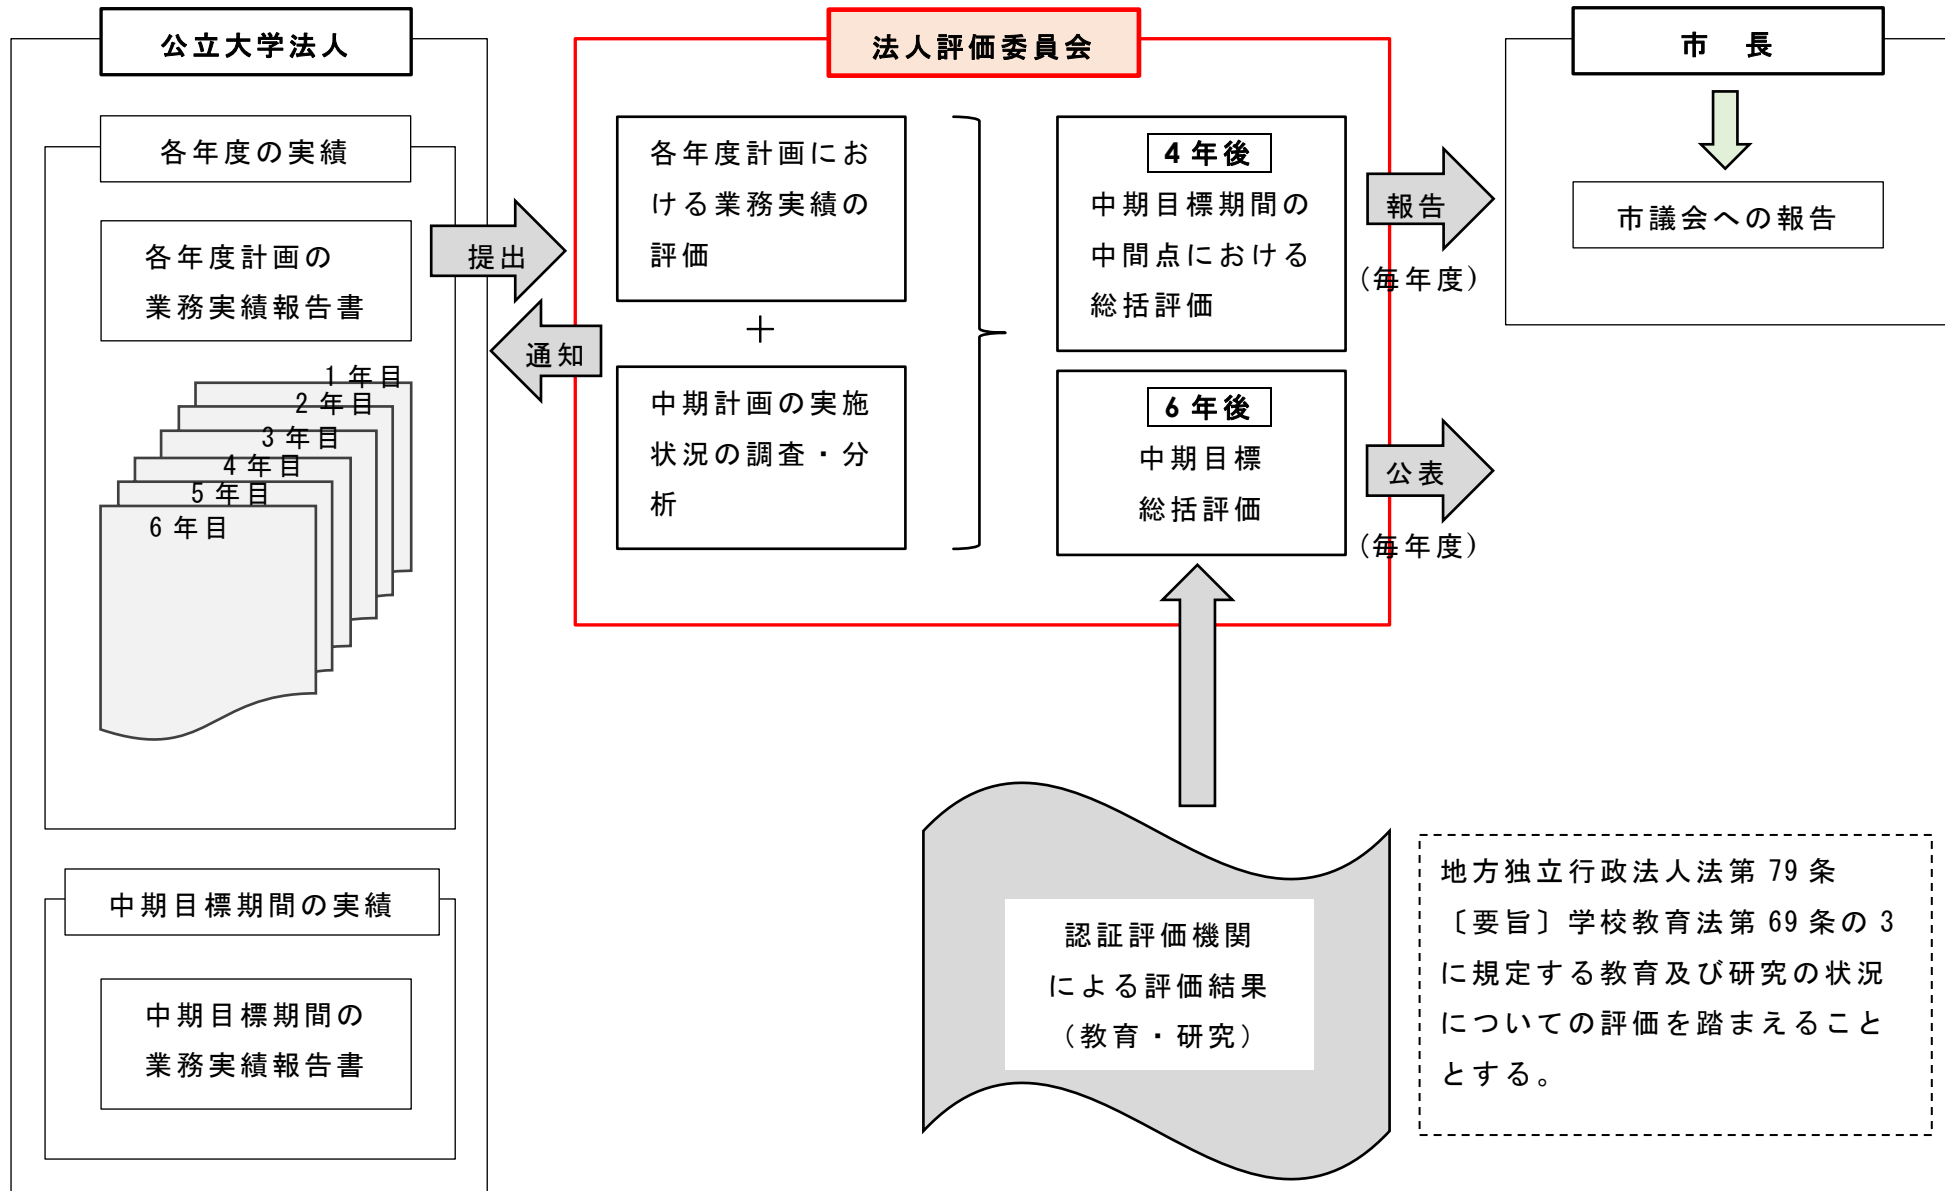 公立大学法人
各年度の実績
各年度計画の
業務実績報告書
1年目
2年目
3年目
4年目
5年目
6年目
中期目標期間の実績
中期目標期間の
業務実績報告書
提出
通知
法人評価委員会
各年度計画にお
ける業務実績の
評価
＋
中期計画の実施
状況の調査・分
析
4年後
中期目標期間の
中間点における
総括評価
6年後
中期目標
総括評価
報告
(毎年度)
公表
(毎年度)
市　長
市議会への報告
認証評価機関
による評価結果
（教育・研究）
地方独立行政法人法第 79 条
〔要旨〕学校教育法第 69 条の 3
に規定する教育及び研究の状況
についての評価を踏まえること
とする。